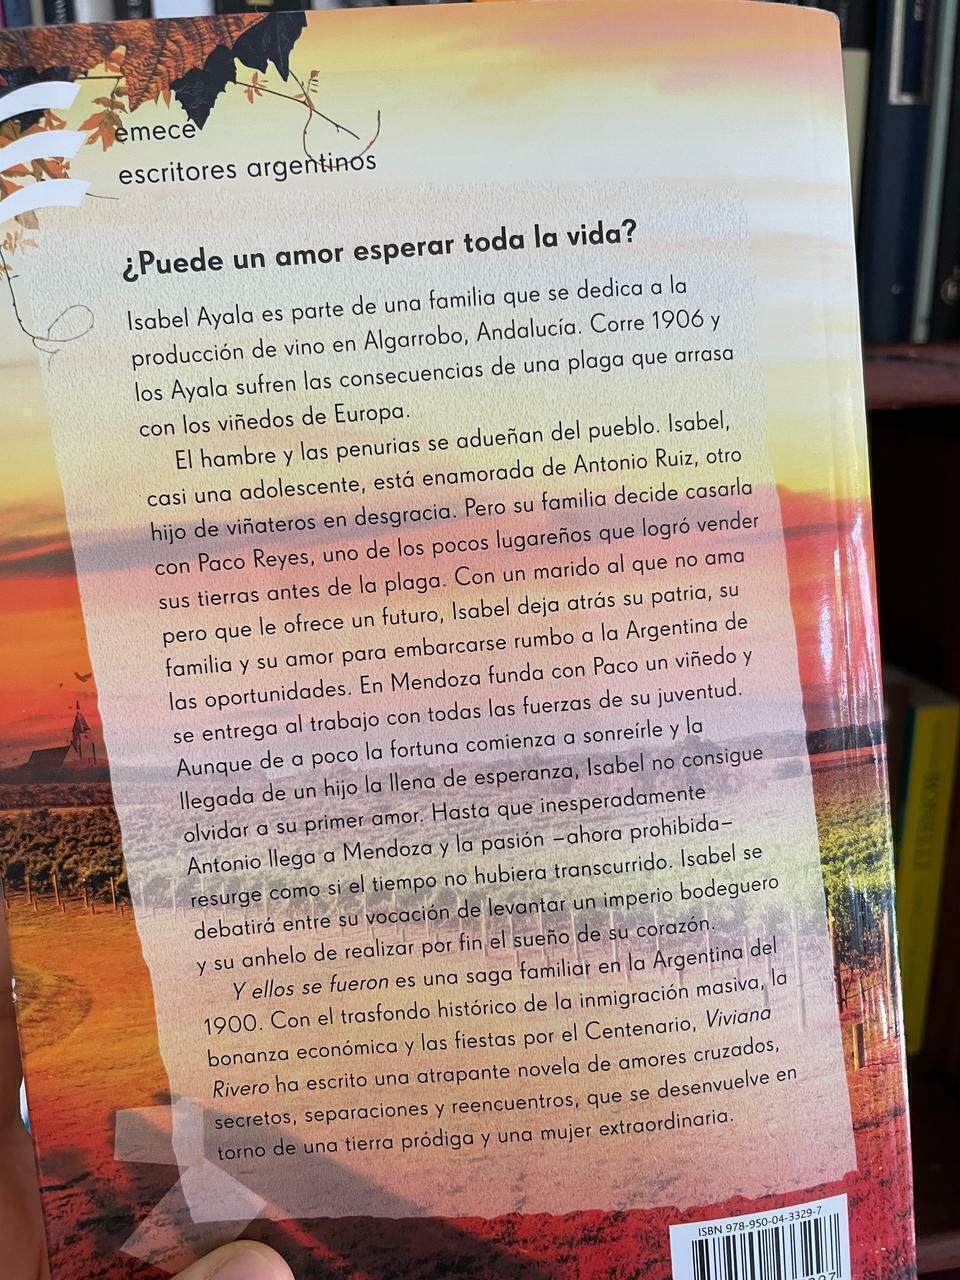 emecé
escritores argentinos
¿Puede un amor esperar toda la vida?
Isabel Ayala es parte de una familia que se dedica a la
producción de vino en Algarrobo, Andalucía. Corre 1906 y
los Ayala sufren las consecuencias de una plaga que arrasa
con los viñedos de Europa.
El hambre y las penurias se adueñan del pueblo. Isabel,
casi una adolescente, está enamorada de Antonio Ruiz, otro
hijo de viñateros en desgracia. Pero su familia decide casarla
con Paco Reyes, uno de los pocos lugareños que logró vender
sus tierras antes de la plaga. Con un marido al que no ama
pero que le ofrece un futuro, Isabel deja atrás su patria, su
familia y su amor para embarcarse rumbo a la Argentina de
las oportunidades. En Mendoza funda con Paco un viñedo y
se entrega al trabajo con todas las fuerzas de su juventud.
Aunque de a poco la fortuna comienza a sonreírle y la
llegada de un hijo la llena de esperanza, Isabel no consigue
olvidar a su primer amor. Hasta que inesperadamente
Antonio llega a Mendoza y la pasión –ahora prohibida–
resurge como si el tiempo no hubiera transcurrido. Isabel se
debatirá entre su vocación de levantar un imperio bodeguero
y su anhelo de realizar por fin el sueño de su corazón.
Y ellos se fueron es una saga familiar en la Argentina del
1900. Con el trasfondo histórico de la inmigración masiva, la
bonanza económica y las fiestas por el Centenario, Viviana
Rivero ha escrito una atrapante novela de amores cruzados,
secretos, separaciones y reencuentros, que se desenvuelve en
torno de una tierra pródiga y una mujer extraordinaria.
ISBN 978-950-04-3329-7